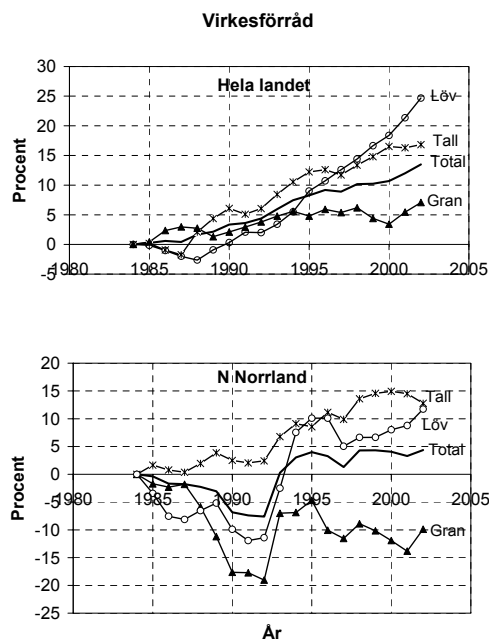 Virkesförråd
Hela landet
Procent
30
25
20
15
10
5
0
-5
1980
1985
1990
1995
2000
2005
Löv
Tall
Total
Gran
N Norrland
Procent
20
15
10
5
0
-5
-10
-15
-20
-25
1980
1985
1990
1995
2000
2005
Tall
Löv
Total
Gran
År